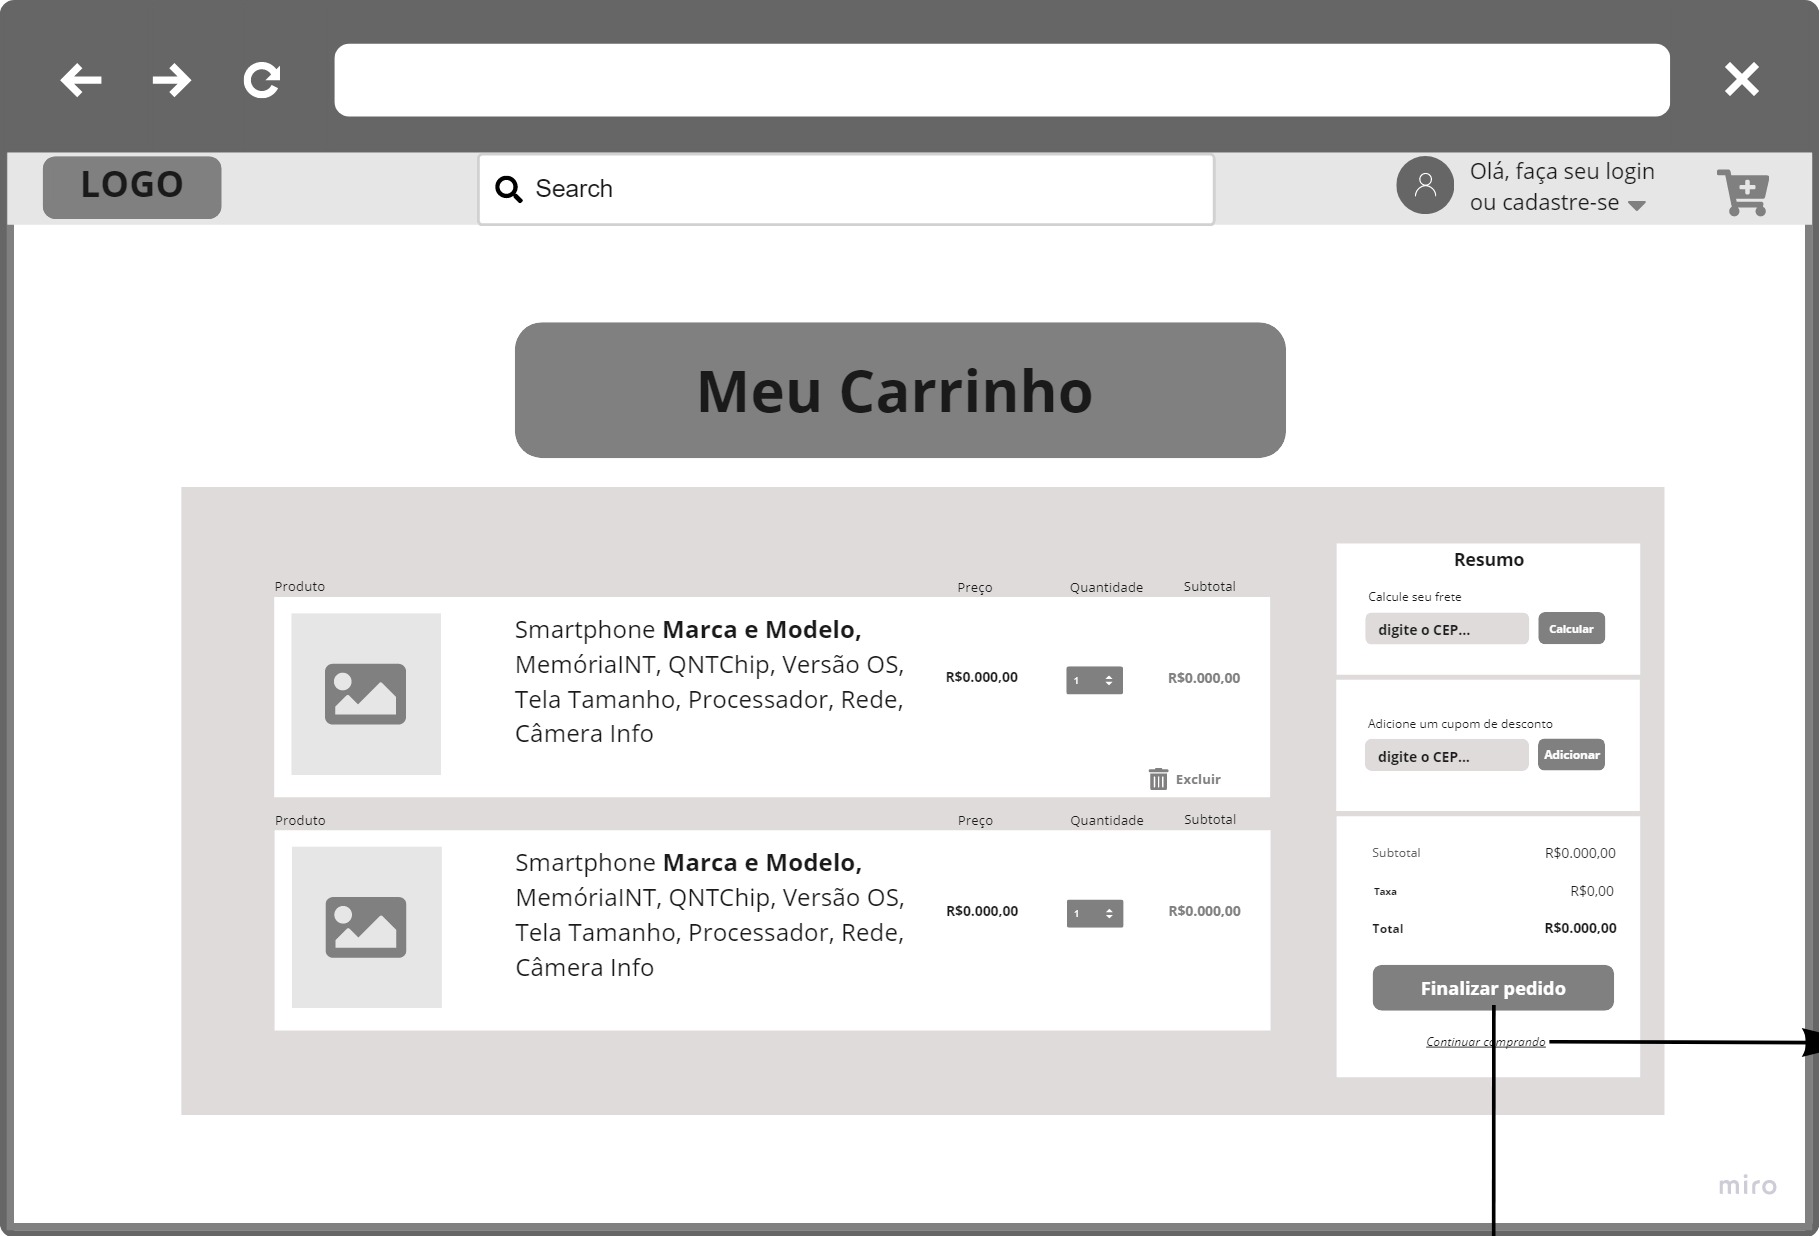 LOGO
Search
Olá, faça seu login
ou cadastre-se
Meu Carrinho
Produto
Preço
Quantidade
Subtotal
Smartphone Marca e Modelo,
MemóriaINT, QNTChip, Versão OS,
Tela Tamanho, Processador, Rede,
Câmera Info
R$0.000,00
1
R$0.000,00
Excluir
Produto
Preço
Quantidade
Subtotal
Smartphone Marca e Modelo,
MemóriaINT, QNTChip, Versão OS,
Tela Tamanho, Processador, Rede,
Câmera Info
R$0.000,00
1
R$0.000,00
Resumo
Calcule seu frete
digite o CEP...
Calcular
Adicione um cupom de desconto
digite o CEP...
Adicionar
Subtotal R$0.000,00
Taxa R$0,00
Total R$0.000,00
Finalizar pedido
Continuar comprando
miro